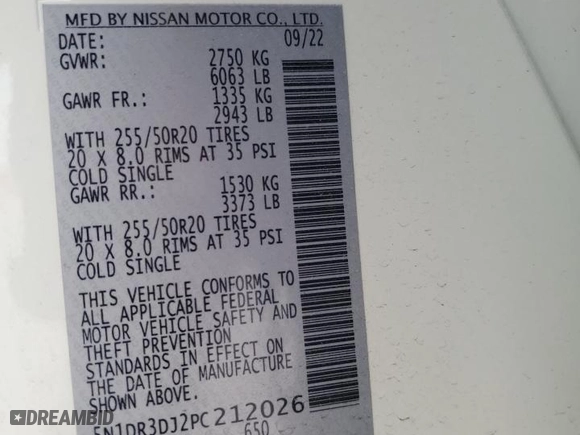 MFD BY NISSAN MOTOR CO., LTD.
DATE: 09/22
GVWR: 2750 KG
6063 LB
GAWR FR.: 1335 KG
2943 LB
WITH 255/50R20 TIRES
20 X 8.0 RIMS AT 35 PSI
COLD SINGLE
GAWR RR.: 1530 KG
3373 LB
WITH 255/50R20 TIRES
20 X 8.0 RIMS AT 35 PSI
COLD SINGLE
THIS VEHICLE CONFORMS TO
ALL APPLICABLE FEDERAL
MOTOR VEHICLE SAFETY AND
THEFT PREVENTION
STANDARDS IN EFFECT ON
THE DATE OF MANUFACTURE
SHOWN ABOVE.
5N1DR3DJ2PC212026
650
DREAMBID